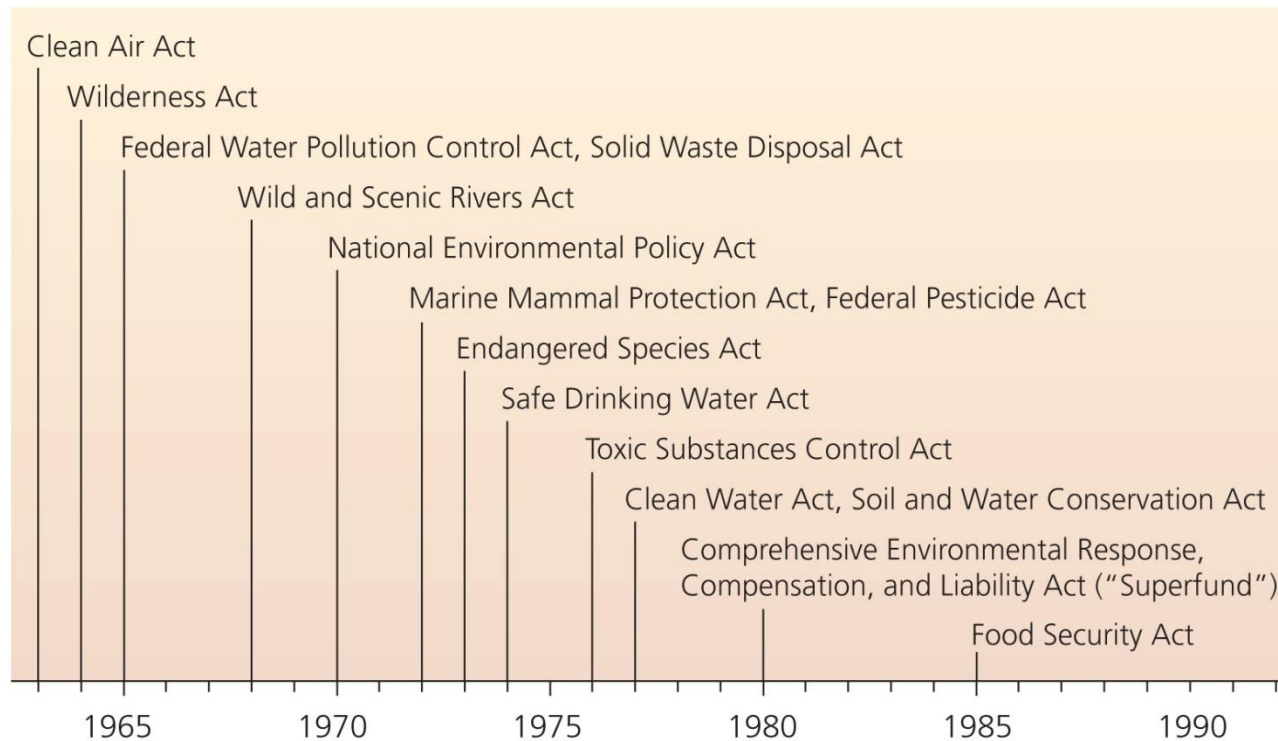 Clean Air Act
Wilderness Act
Federal Water Pollution Control Act, Solid Waste Disposal Act
Wild and Scenic Rivers Act
National Environmental Policy Act
Marine Mammal Protection Act, Federal Pesticide Act
Endangered Species Act
Safe Drinking Water Act
Toxic Substances Control Act
Clean Water Act, Soil and Water Conservation Act
Comprehensive Environmental Response,
Compensation, and Liability Act (“Superfund”)
Food Security Act
1965 1970 1975 1980 1985 1990